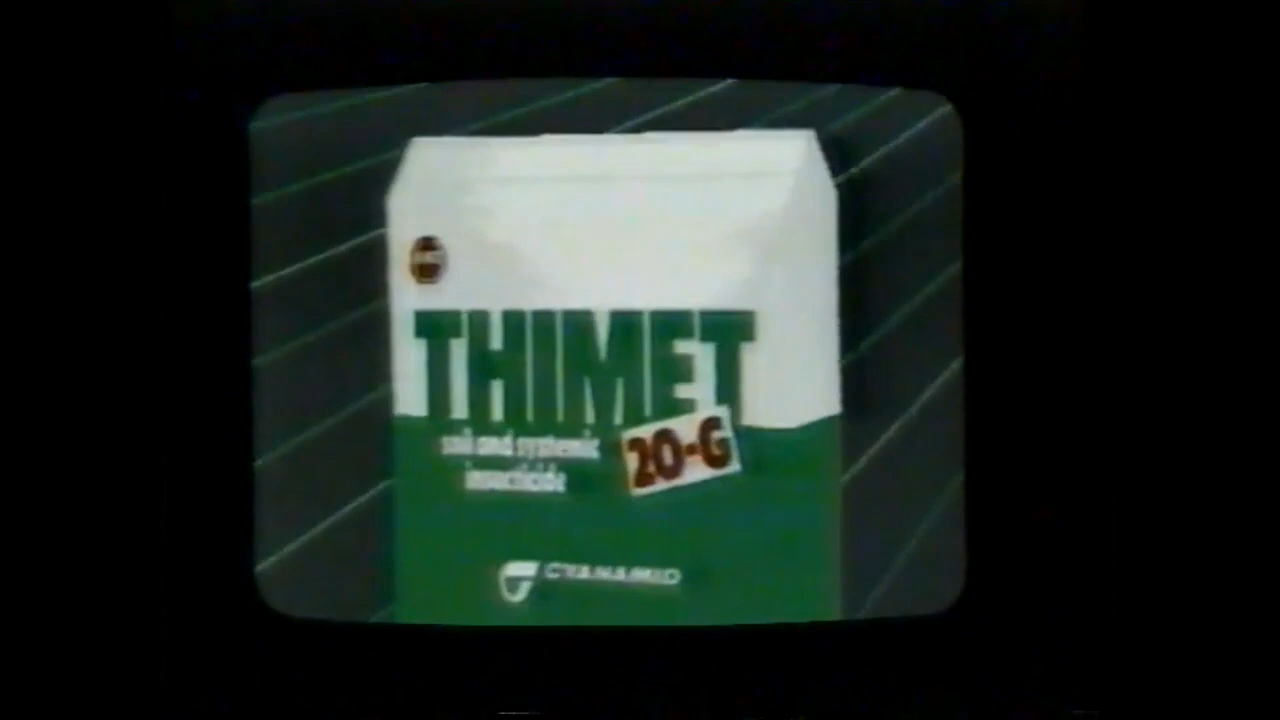 THIMET
soil and systemic
insecticide
20-G
CYANAMID